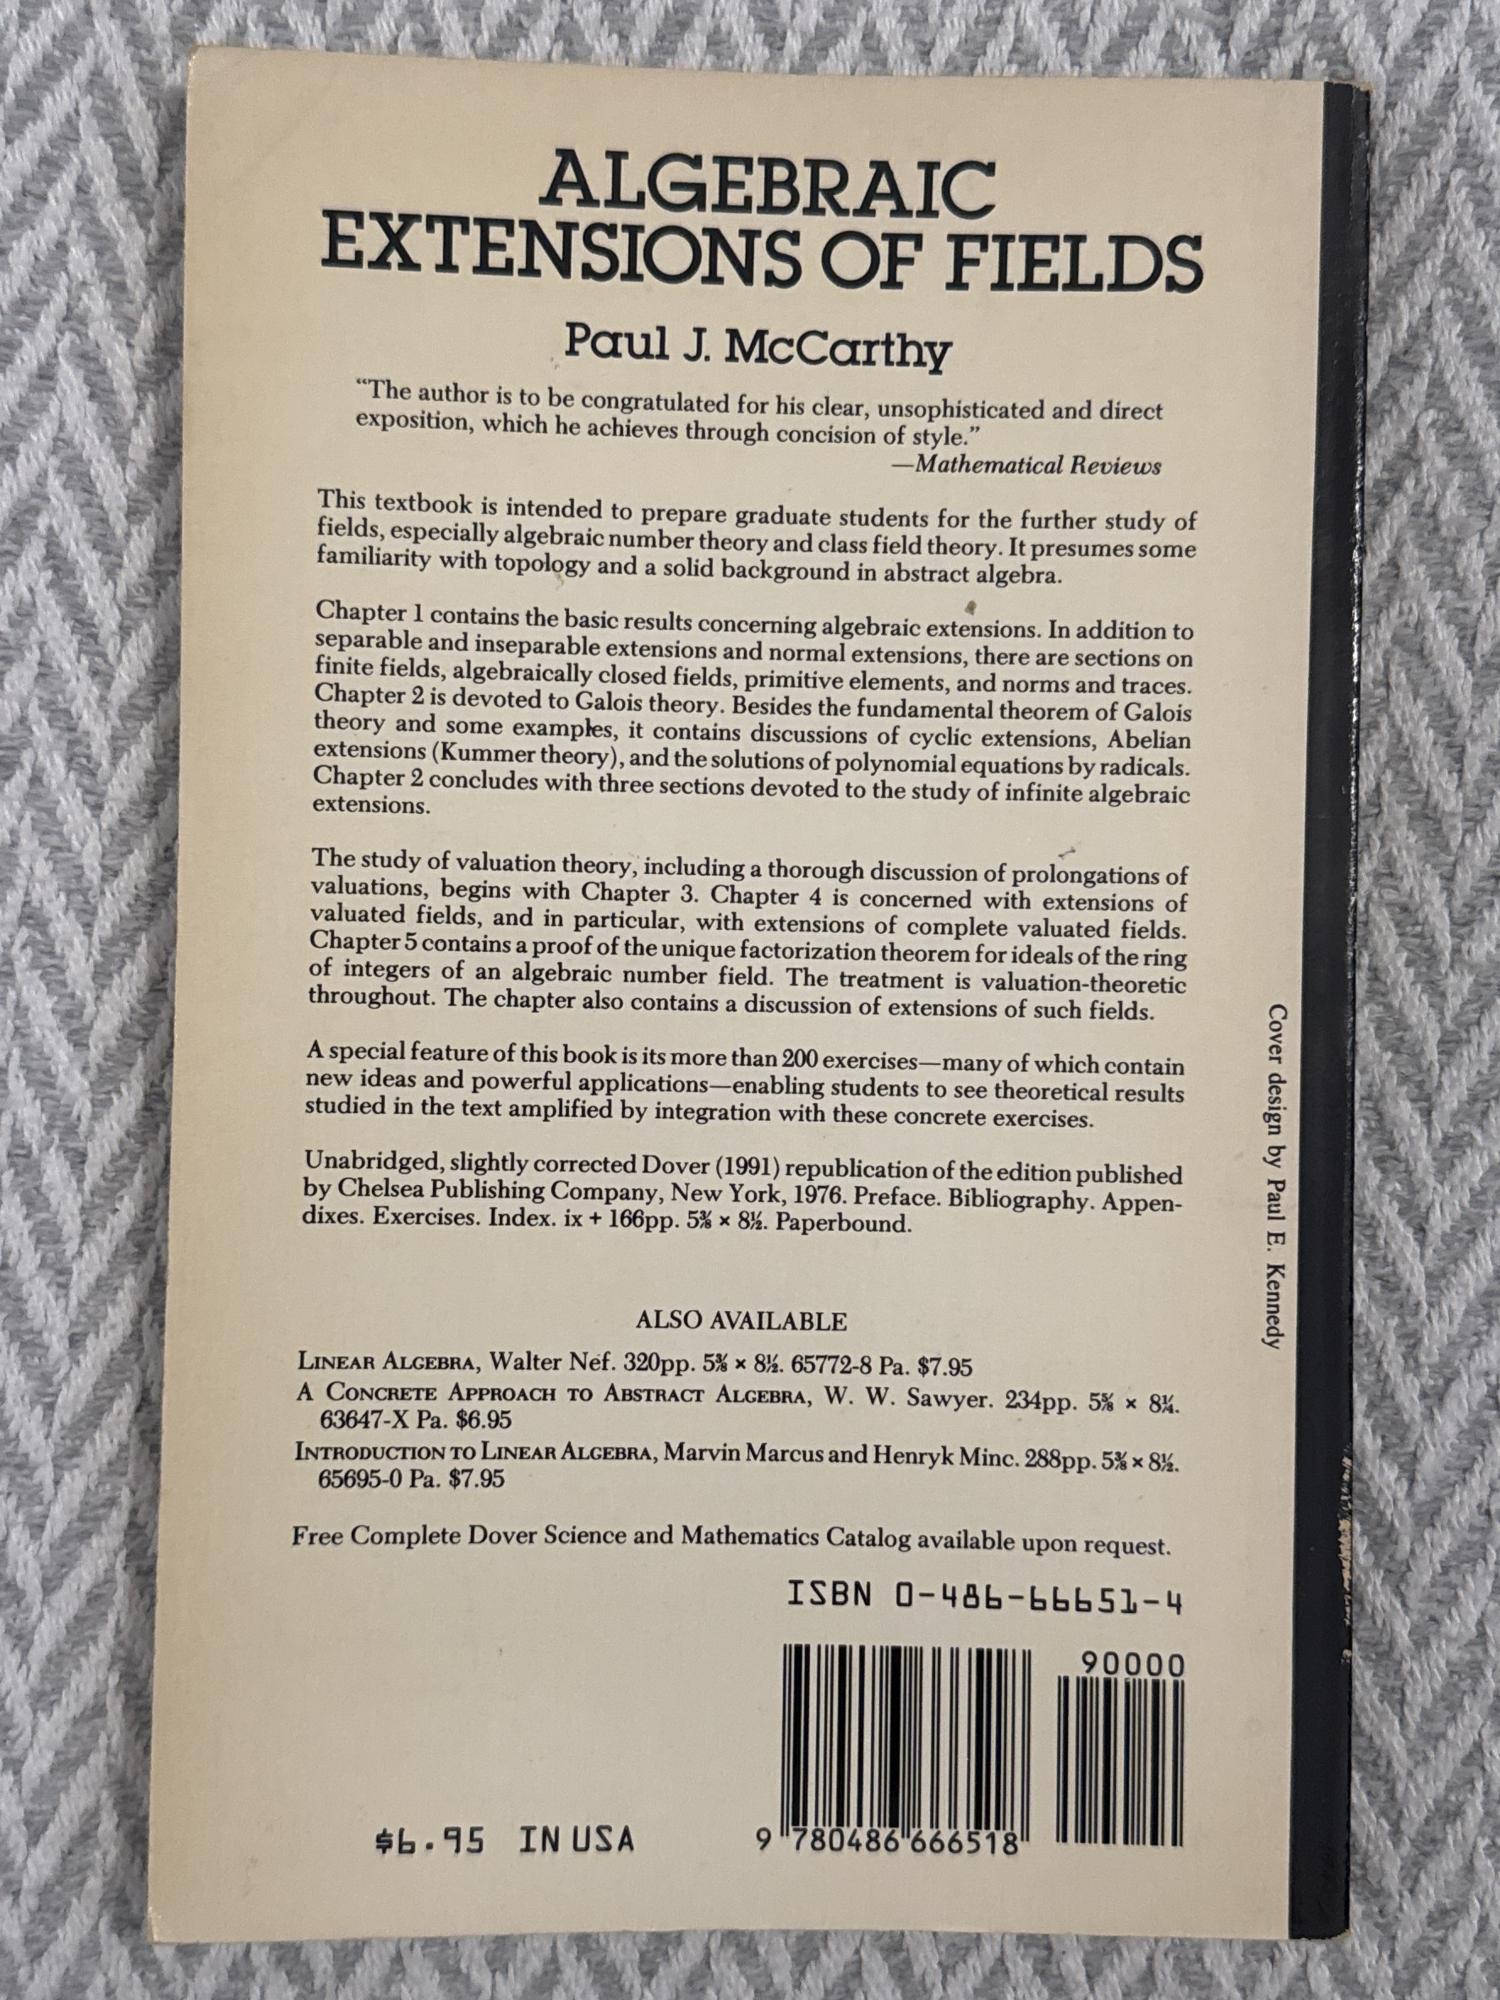 ALGEBRAIC
EXTENSIONS OF FIELDS
Paul J. McCarthy
“The author is to be congratulated for his clear, unsophisticated and direct
exposition, which he achieves through concision of style.”
—Mathematical Reviews
This textbook is intended to prepare graduate students for the further study of
fields, especially algebraic number theory and class field theory. It presumes some
familiarity with topology and a solid background in abstract algebra.
Chapter 1 contains the basic results concerning algebraic extensions. In addition to
separable and inseparable extensions and normal extensions, there are sections on
finite fields, algebraically closed fields, primitive elements, and norms and traces.
Chapter 2 is devoted to Galois theory. Besides the fundamental theorem of Galois
theory and some examples, it contains discussions of cyclic extensions, Abelian
extensions (Kummer theory), and the solutions of polynomial equations by radicals.
Chapter 2 concludes with three sections devoted to the study of infinite algebraic
extensions.
The study of valuation theory, including a thorough discussion of prolongations of
valuations, begins with Chapter 3. Chapter 4 is concerned with extensions of
valuated fields, and in particular, with extensions of complete valuated fields.
Chapter 5 contains a proof of the unique factorization theorem for ideals of the ring
of integers of an algebraic number field. The treatment is valuation-theoretic
throughout. The chapter also contains a discussion of extensions of such fields.
A special feature of this book is its more than 200 exercises—many of which contain
new ideas and powerful applications—enabling students to see theoretical results
studied in the text amplified by integration with these concrete exercises.
Unabridged, slightly corrected Dover (1991) republication of the edition published
by Chelsea Publishing Company, New York, 1976. Preface. Bibliography. Appen-
dixes. Exercises. Index. ix + 166pp. 5⅜ × 8½. Paperbound.
ALSO AVAILABLE
LINEAR ALGEBRA, Walter Nef. 320pp. 5⅜ × 8½. 65772-8 Pa. $7.95
A CONCRETE APPROACH TO ABSTRACT ALGEBRA, W. W. Sawyer. 234pp. 5⅜ × 8¼.
63647-X Pa. $6.95
INTRODUCTION TO LINEAR ALGEBRA, Marvin Marcus and Henryk Minc. 288pp. 5⅜ × 8½.
65695-0 Pa. $7.95
Free Complete Dover Science and Mathematics Catalog available upon request.
ISBN 0-486-66651-4
90000
9 780486 666518
$6.95 IN USA
Cover design by Paul E. Kennedy